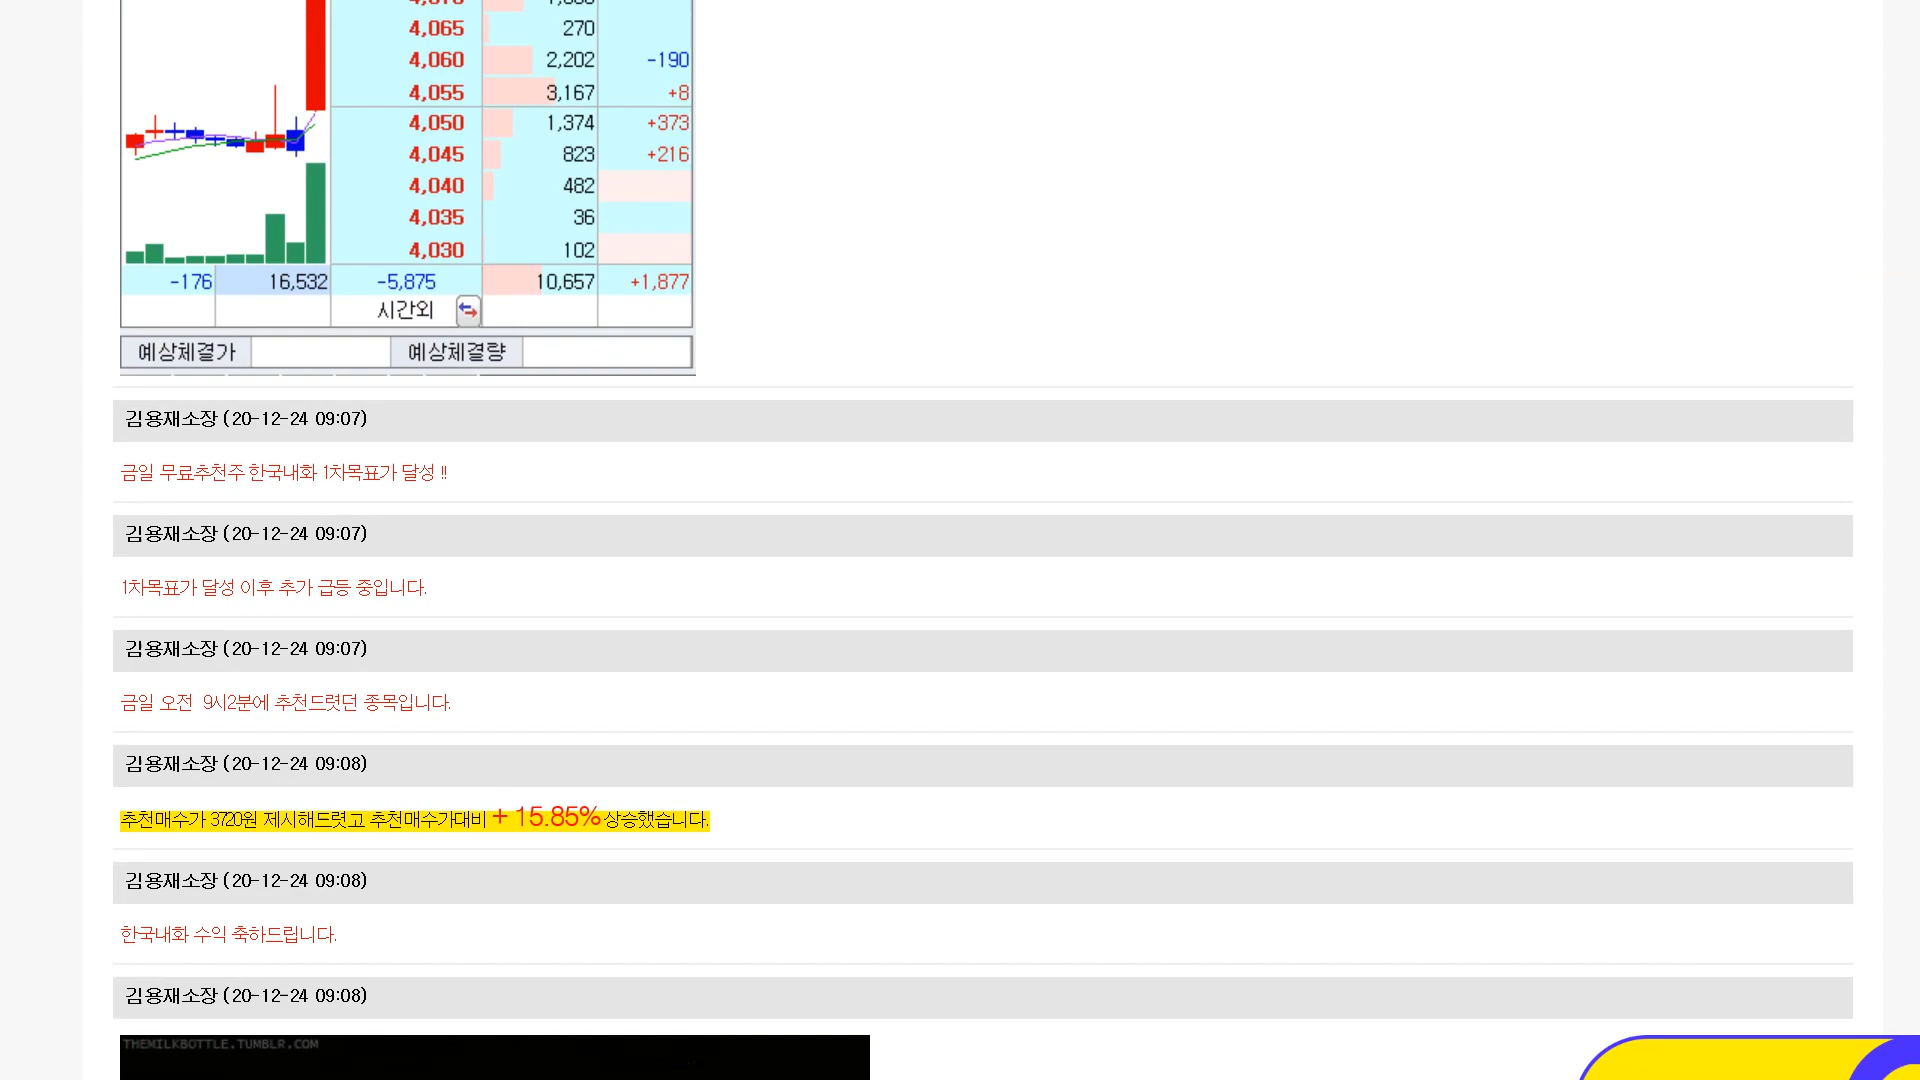 4,065 270
4,060 2,202 -190
4,055 3,167 +8
4,050 1,374 +373
4,045 823 +216
4,040 482
4,035 36
4,030 102
-176 16,532 -5,875 10,657 +1,877
시간외
예상체결가 예상체결량
김용재소장 (20-12-24 09:07)
금일 무료추천주 한국내화 1차목표가 달성 !!
김용재소장 (20-12-24 09:07)
1차목표가 달성 이후 추가 급등 중입니다.
김용재소장 (20-12-24 09:07)
금일 오전 9시2분에 추천드렷던 종목입니다.
김용재소장 (20-12-24 09:08)
추천매수가 3720원 제시해드렷고 추천매수가대비 + 15.85% 상승했습니다.
김용재소장 (20-12-24 09:08)
한국내화 수익 축하드립니다.
김용재소장 (20-12-24 09:08)
THEMILKBOTTLE.TUMBLR.COM